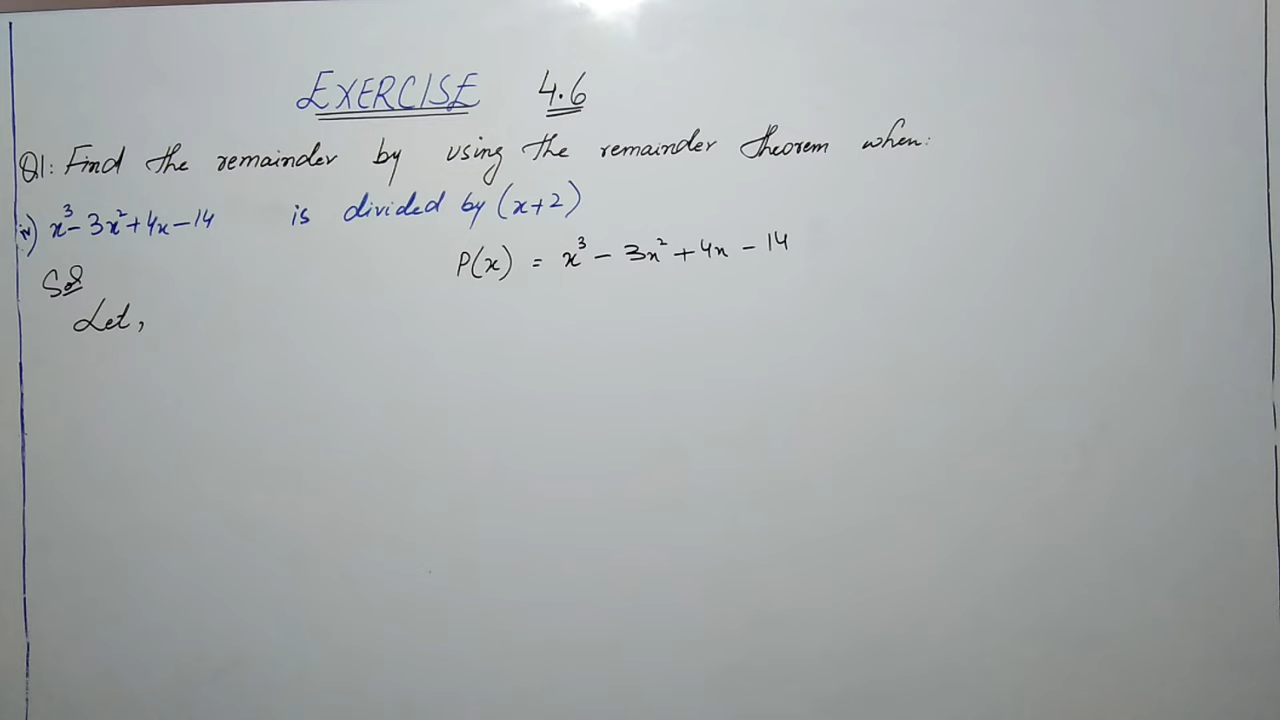 EXERCISE 4.6
Q1: Find the remainder by using the remainder theorem when:
iv) x³-3x²+4x-14 is divided by (x+2)
P(x) = x³ - 3x² + 4x - 14
Sol
Let,